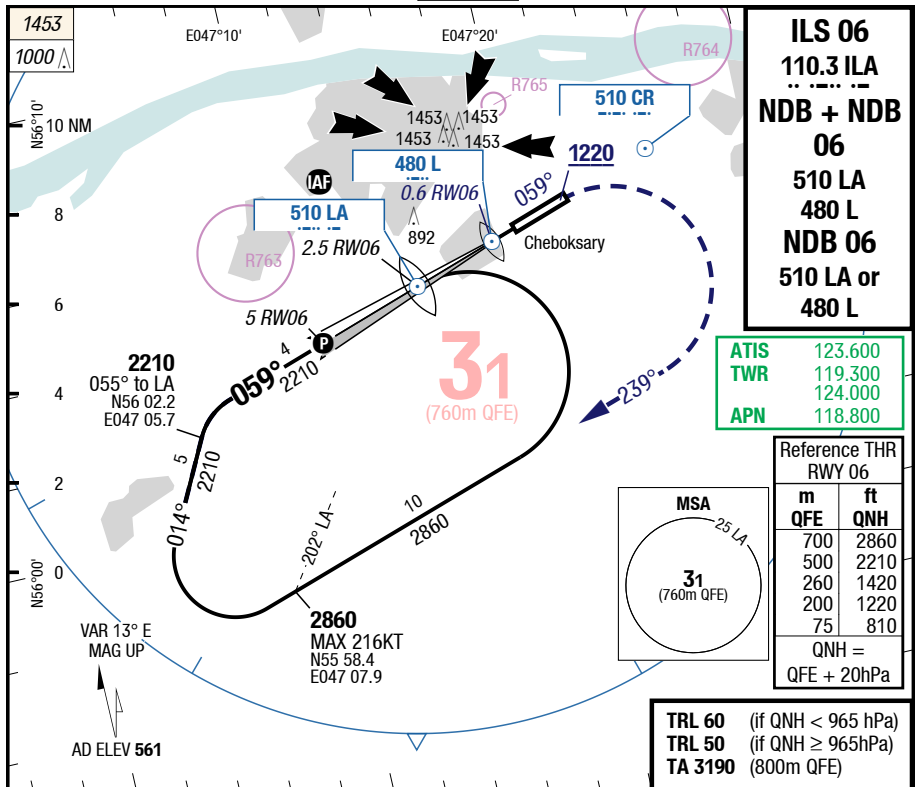 1453
1000
E047°10'
E047°20'
R764
ILS 06
110.3 ILA
NDB + NDB
06
510 LA
480 L
NDB 06
510 LA or
480 L
N56°10'
10 NM
R765
510 CR
1453
1453
1453
1453
480 L
1220
IAF
0.6 RW06
059°
510 LA
8
892
Cheboksary
R763
2.5 RW06
6
5 RW06
P
4
2210
059°
31
(760m QFE)
ATIS 123.600
TWR 119.300
124.000
APN 118.800
2210
055° to LA
N56 02.2
E047 05.7
4
239°
Reference THR
RWY 06
m ft
QFE QNH
700 2860
500 2210
260 1420
200 1220
75 810
QNH =
QFE + 20hPa
5
2210
2
014°
202° LA
10
2860
MSA
25 LA
31
(760m QFE)
N56°00'
0
2860
MAX 216KT
N55 58.4
E047 07.9
VAR 13° E
MAG UP
AD ELEV 561
TRL 60 (if QNH < 965 hPa)
TRL 50 (if QNH ≥ 965hPa)
TA 3190 (800m QFE)